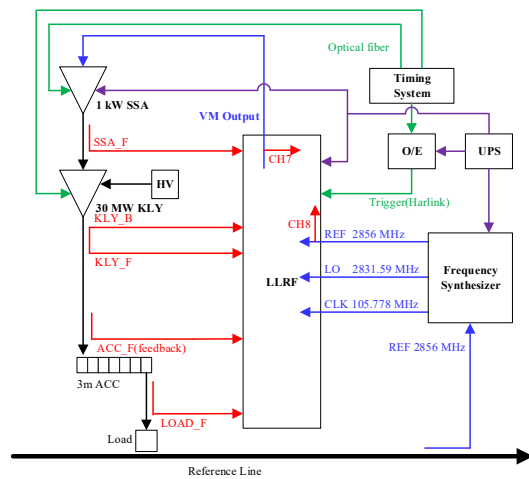 Optical fiber
Timing
System
1 kW SSA
VM Output
SSA_F
CH7
O/E
UPS
HV
30 MW KLY
Trigger(Harlink)
KLY_B
CH8
REF 2856 MHz
KLY_F
LLRF
LO 2831.59 MHz
Frequency
Synthesizer
CLK 105.778 MHz
ACC_F(feedback)
REF 2856 MHz
3m ACC
LOAD_F
Load
Reference Line